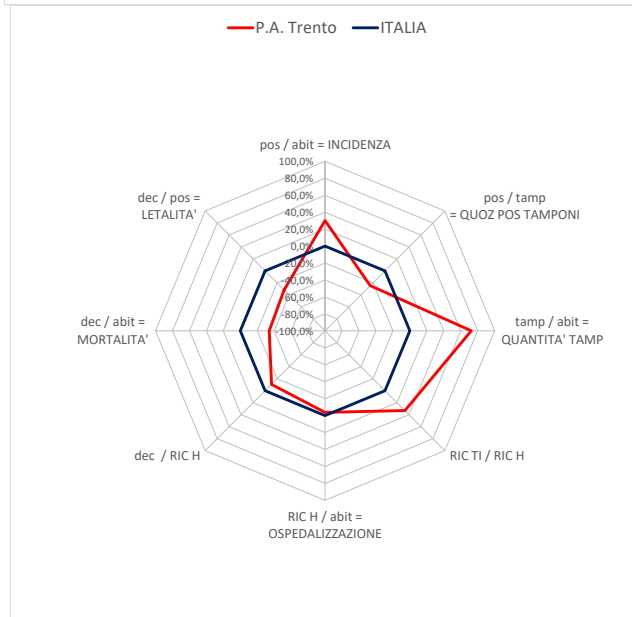 P.A. Trento ITALIA
pos / abit = INCIDENZA
100,0%
80,0%
60,0%
40,0%
20,0%
0,0%
-20,0%
-40,0%
-60,0%
-80,0%
-100,0%
pos / tamp
= QUOZ POS TAMPONI
tamp / abit =
QUANTITA' TAMP
RIC TI / RIC H
RIC H / abit =
OSPEDALIZZAZIONE
dec / RIC H
dec / abit =
MORTALITA'
dec / pos =
LETALITA'